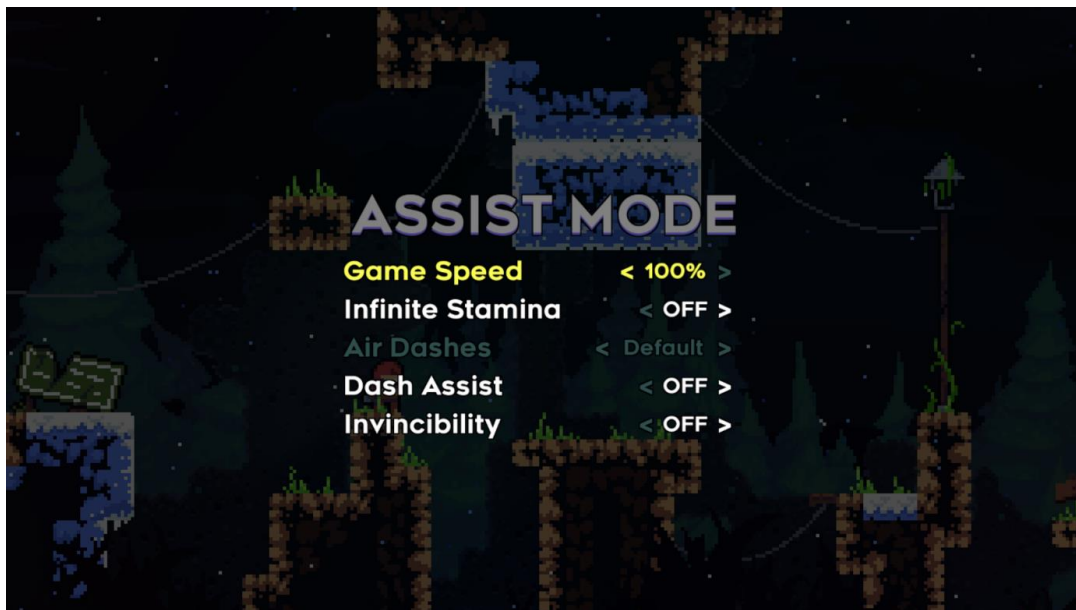 ASSIST MODE
Game Speed < 100% >
Infinite Stamina < OFF >
Air Dashes < Default >
Dash Assist < OFF >
Invincibility < OFF >